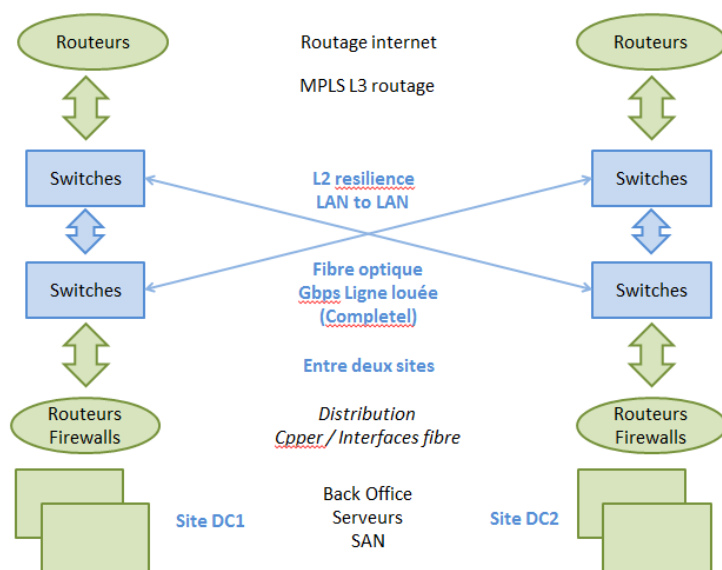 Routeurs
Routage internet
Routeurs
MPLS L3 routage
Switches
L2 resilience
LAN to LAN
Switches
Switches
Fibre optique
Gbps Ligne louée
(Completel)
Switches
Entre deux sites
Routeurs
Firewalls
Distribution
Cpper / Interfaces fibre
Routeurs
Firewalls
Site DC1
Back Office
Serveurs
SAN
Site DC2